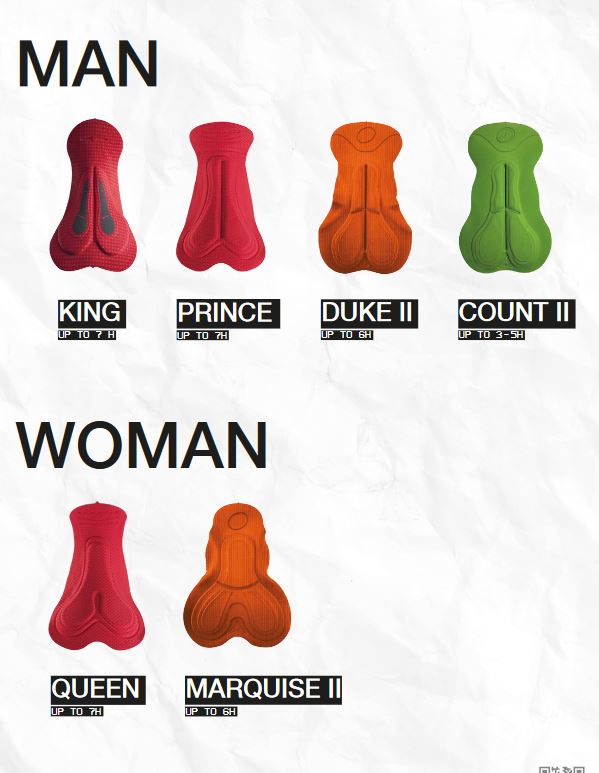 MAN
KING PRINCE DUKE II COUNT II
UP TO 7 H UP TO 7H UP TO 6H UP TO 3-5H
WOMAN
QUEEN MARQUISE II
UP TO 7H UP TO 6H